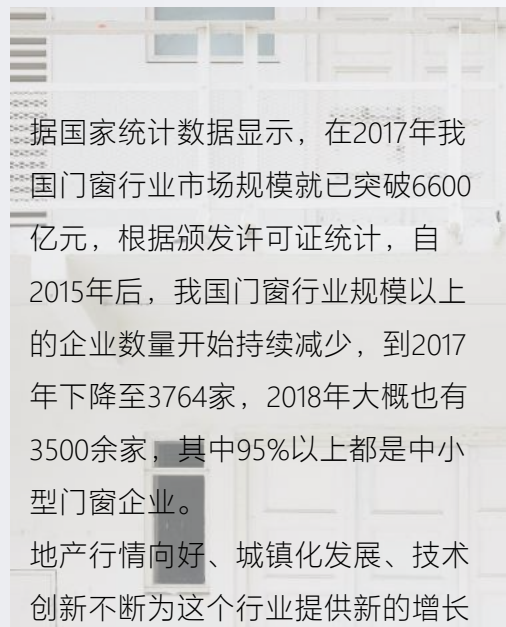 据国家统计数据显示，在2017年我
国门窗行业市场规模就已突破6600
亿元，根据颁发许可证统计，自
2015年后，我国门窗行业规模以上
的企业数量开始持续减少，到2017
年下降至3764家，2018年大概也有
3500余家，其中95%以上都是中小
型门窗企业。
地产行情向好、城镇化发展、技术
创新不断为这个行业提供新的增长